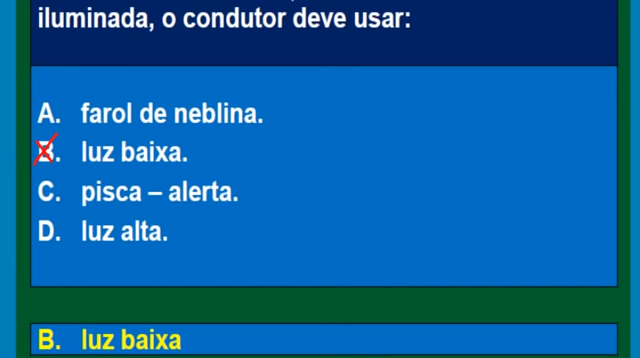 iluminada, o condutor deve usar:
A. farol de neblina.
B. luz baixa.
C. pisca – alerta.
D. luz alta.
B. luz baixa